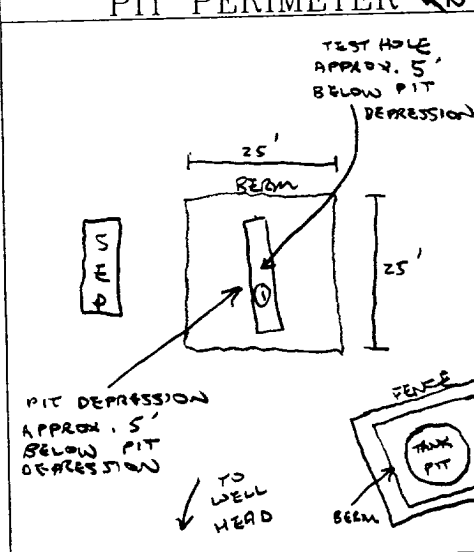 PIT PERIMETER
TEST HOLE
APPROX. 5'
BELOW PIT
DEPRESSION
25'
BERM
25'
S
E
P
1
PIT DEPRESSION
APPROX. 5'
BELOW PIT
DEPRESSION
TO
WELL
HEAD
FENCE
TANK
PIT
BERM